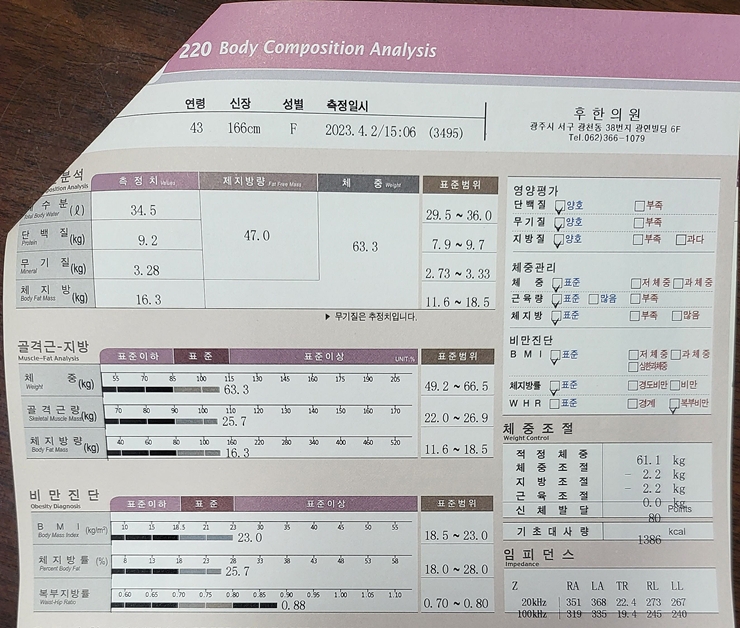 220 Body Composition Analysis
연령 신장 성별 측정일시
43 166cm F 2023.4.2/15:06 (3495)
후한의원
광주시 서구 광천동 38번지 광연빌딩 6F
Tel.062)366-1079
분석
측정치 Values 제지방량 Fat Free Mass 체중 Weight 표준범위
수분 (ℓ) Total Body Water 34.5 47.0 63.3 29.5 ~ 36.0
단백질 (kg) Protein 9.2 7.9 ~ 9.7
무기질 (kg) Mineral 3.28 2.73 ~ 3.33
체지방 (kg) Body Fat Mass 16.3 11.6 ~ 18.5
▶ 무기질은 추정치입니다.
골격근-지방
Muscle-Fat Analysis
표준이하 표준 표준이상 UNIT:% 표준범위
체중 (kg) Weight 55 70 85 100 115 130 145 160 175 190 205
63.3 49.2 ~ 66.5
골격근량 (kg) Skeletal Muscle Mass 70 80 90 100 110 120 130 140 150 160 170
25.7 22.0 ~ 26.9
체지방량 (kg) Body Fat Mass 40 60 80 100 160 220 280 340 400 460 520
16.3 11.6 ~ 18.5
비만진단
Obesity Diagnosis
표준이하 표준 표준이상 표준범위
BMI (kg/m²) Body Mass Index 10 15 18.5 21 25 30 35 40 45 50 55
23.0 18.5 ~ 23.0
체지방률 (%) Percent Body Fat 8 13 18 23 28 33 38 43 48 53 58
25.7 18.0 ~ 28.0
복부지방률 Waist-Hip Ratio 0.60 0.65 0.70 0.75 0.80 0.85 0.90 0.95 1.00 1.05 1.10
0.88 0.70 ~ 0.80
영양평가
단백질 양호 부족
무기질 양호 부족
지방질 양호 부족 과다
체중관리
체중 표준 저체중 과체중
근육량 표준 많음 부족
체지방 표준 부족 많음
비만진단
BMI 표준 저체중 과체중
심한과체중
체지방률 표준 경도비만 비만
WHR 표준 경계 복부비만
체중조절
Weight Control
적정체중 61.1 kg
체중조절 - 2.2 kg
지방조절 - 2.2 kg
근육조절 0.0 kg
신체발달 80 Points
기초대사량 1386 kcal
임피던스
Impedance
Z RA LA TR RL LL
20kHz 351 368 22.4 273 267
100kHz 319 335 19.4 245 240